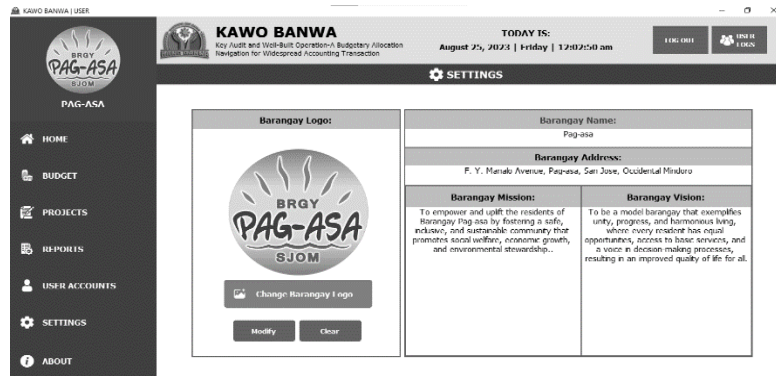 KAWO BANWA | USER
BRGY
PAG-ASA
SJOM
PAG-ASA
HOME
BUDGET
PROJECTS
REPORTS
USER ACCOUNTS
SETTINGS
ABOUT
KAWO BANWA
Key Audit and Well-Built Operation-A Budgetary Allocation
Navigation for Widespread Accounting Transaction
TODAY IS:
August 25, 2023 | Friday | 12:02:50 am
LOG OUT
USER
LOGS
SETTINGS
Barangay Logo:
BRGY
PAG-ASA
SJOM
Change Barangay Logo
Modify
Clear
Barangay Name:
Pag-asa
Barangay Address:
F. Y. Manalo Avenue, Pag-asa, San Jose, Occidental Mindoro
Barangay Mission:
To empower and uplift the residents of
Barangay Pag-asa by fostering a safe,
inclusive, and sustainable community that
promotes social welfare, economic growth,
and environmental stewardship..
Barangay Vision:
To be a model barangay that exemplifies
unity, progress, and harmonious living,
where every resident has equal
opportunities, access to basic services, and
a voice in decision-making processes,
resulting in an improved quality of life for all.